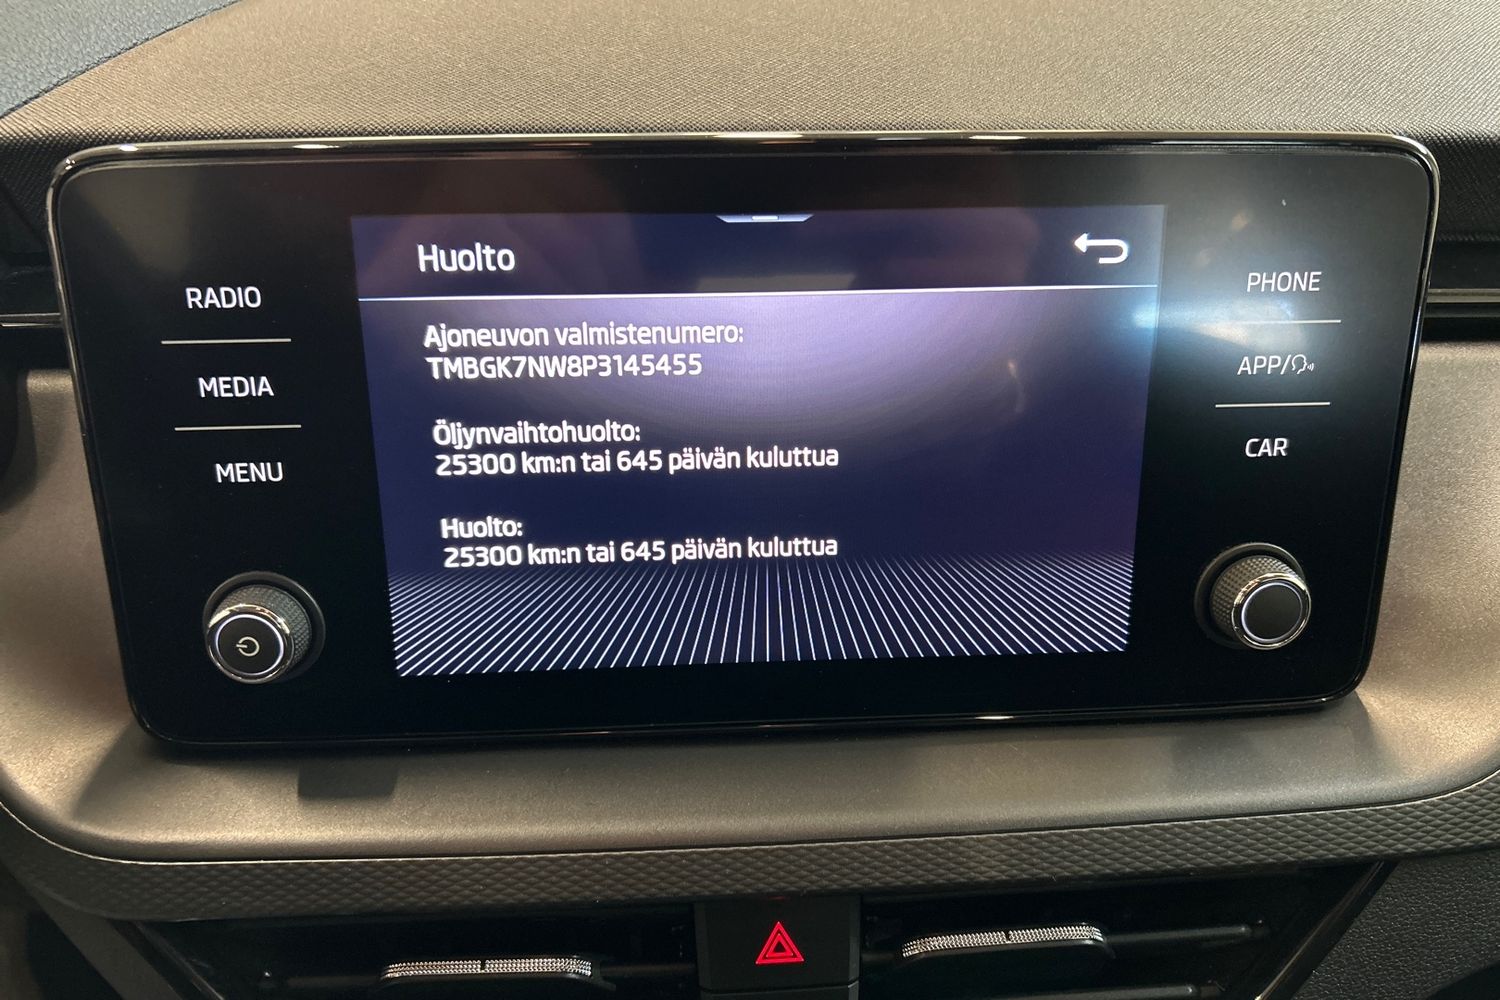 Huolto
RADIO
MEDIA
MENU
Ajoneuvon valmistenumero:
TMBGK7NW8P3145455
Öljynvaihtohuolto:
25300 km:n tai 645 päivän kuluttua
Huolto:
25300 km:n tai 645 päivän kuluttua
PHONE
APP/
CAR